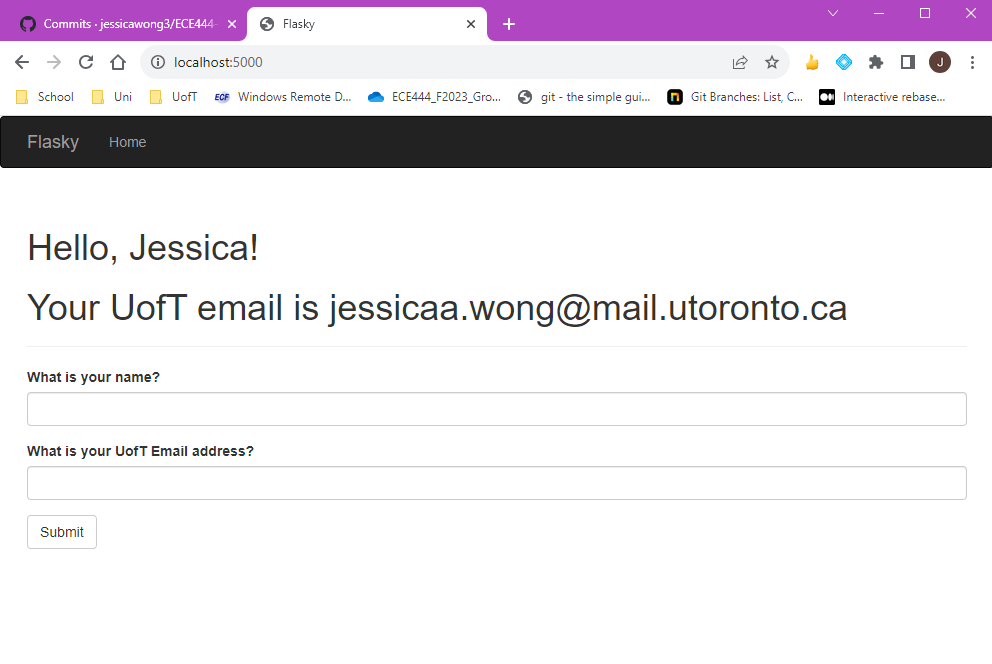 Commits · jessicawong3/ECE444-
Flasky
localhost:5000
J
School
Uni
UofT
ECF Windows Remote D...
ECE444_F2023_Gro...
git - the simple gui...
n Git Branches: List, C...
Interactive rebase...
Flasky
Home
Hello, Jessica!
Your UofT email is jessicaa.wong@mail.utoronto.ca
What is your name?
What is your UofT Email address?
Submit